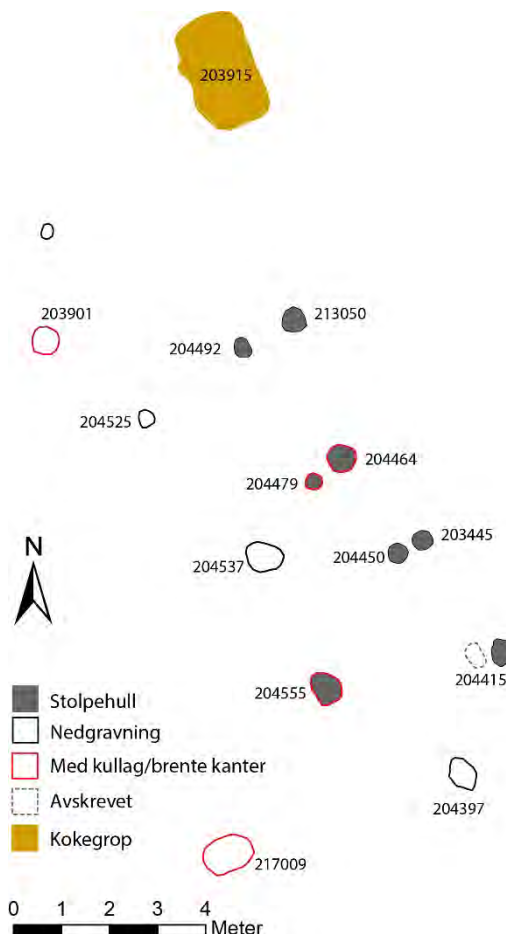 203915
203901
213050
204492
204525
204464
204479
203445
204450
204537
204415
204555
204397
217009
N
Stolpehull
Nedgravning
Med kullag/brente kanter
Avskrevet
Kokegrop
0 1 2 3 4
Meter